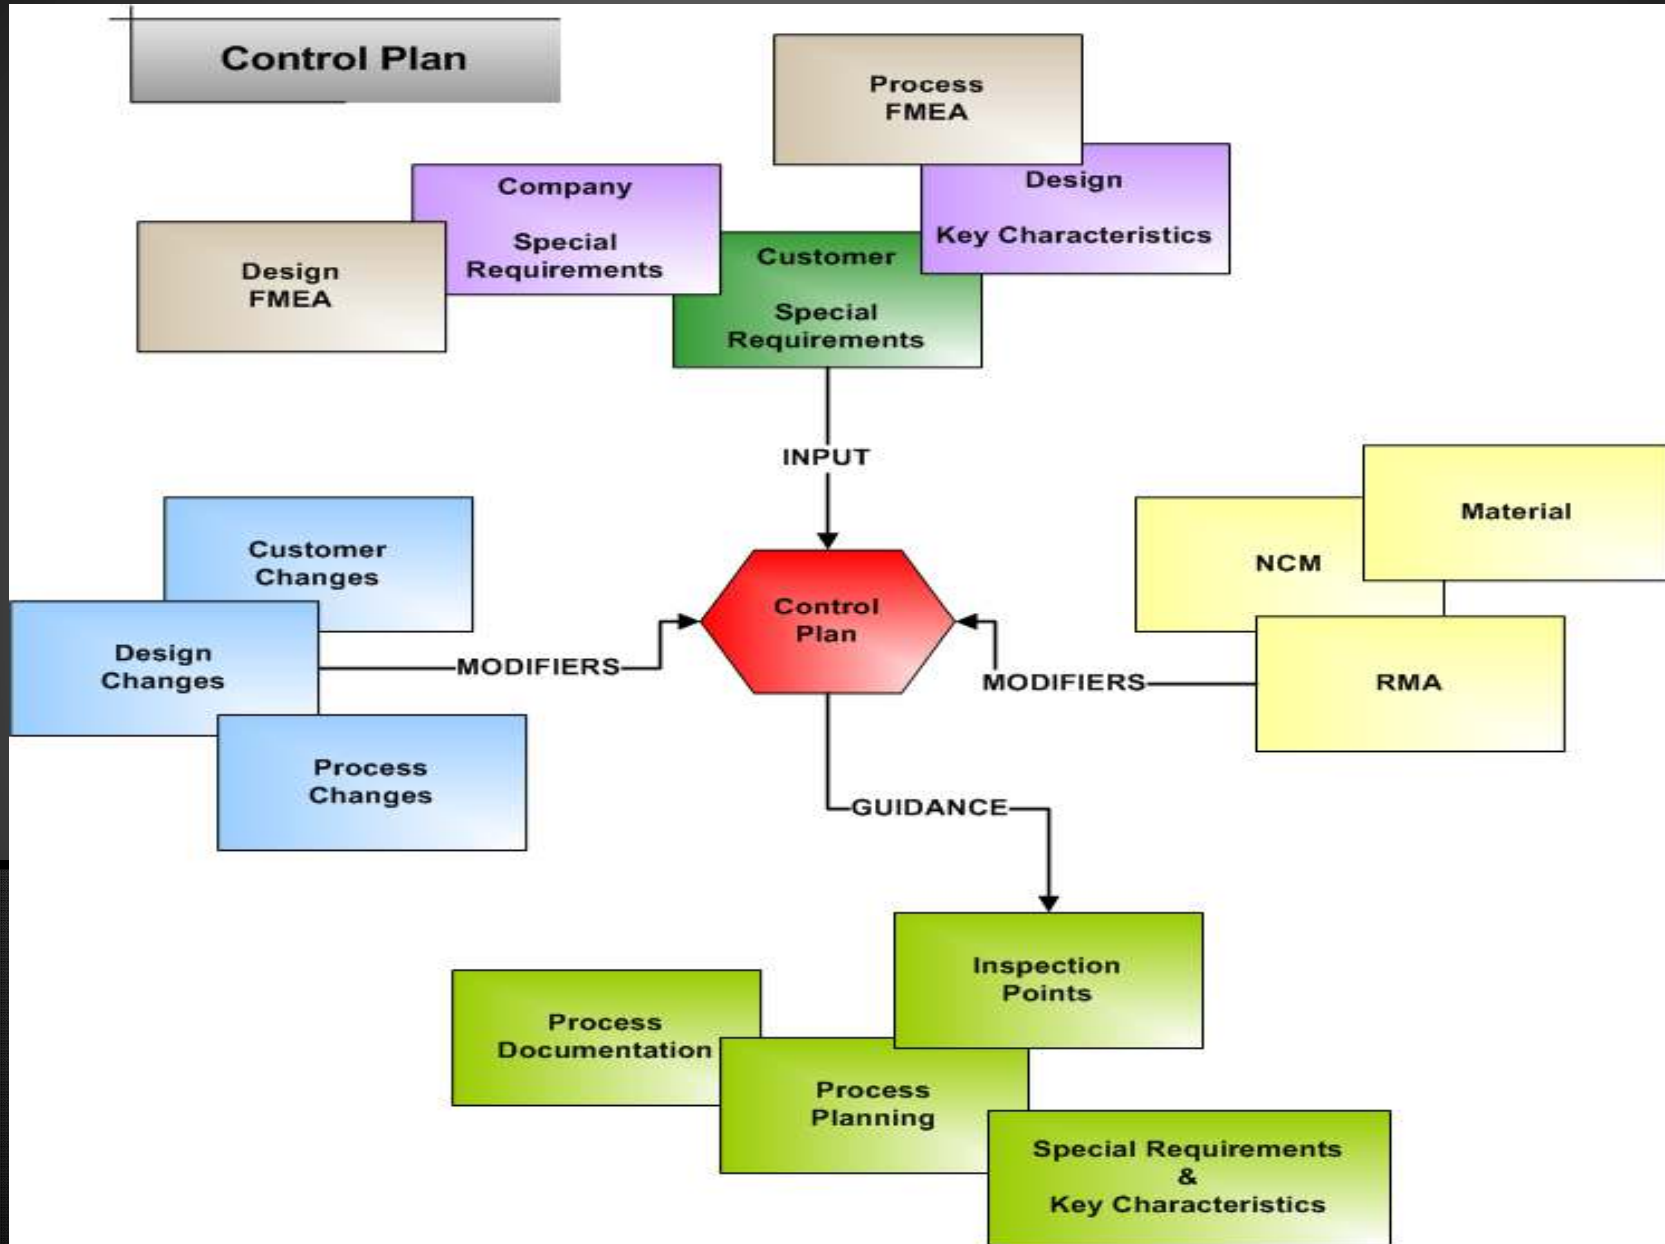 Control Plan
Process
FMEA
Design
Key Characteristics
Company
Special
Requirements
Customer
Special
Requirements
Design
FMEA
INPUT
Material
NCM
RMA
Customer
Changes
Design
Changes
Process
Changes
MODIFIERS
Control
Plan
MODIFIERS
GUIDANCE
Inspection
Points
Process
Documentation
Process
Planning
Special Requirements
&
Key Characteristics